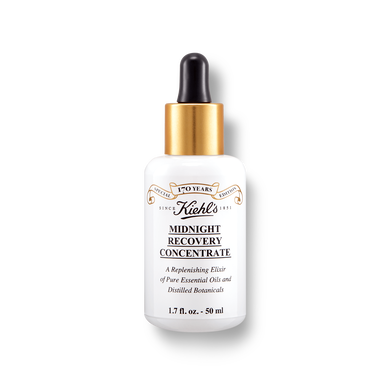 SPECIAL 170 YEARS EDITION
SINCE Kiehl's 1851
MIDNIGHT
RECOVERY
CONCENTRATE
A Replenishing Elixir
of Pure Essential Oils and
Distilled Botanicals
1.7 fl. oz. - 50 ml